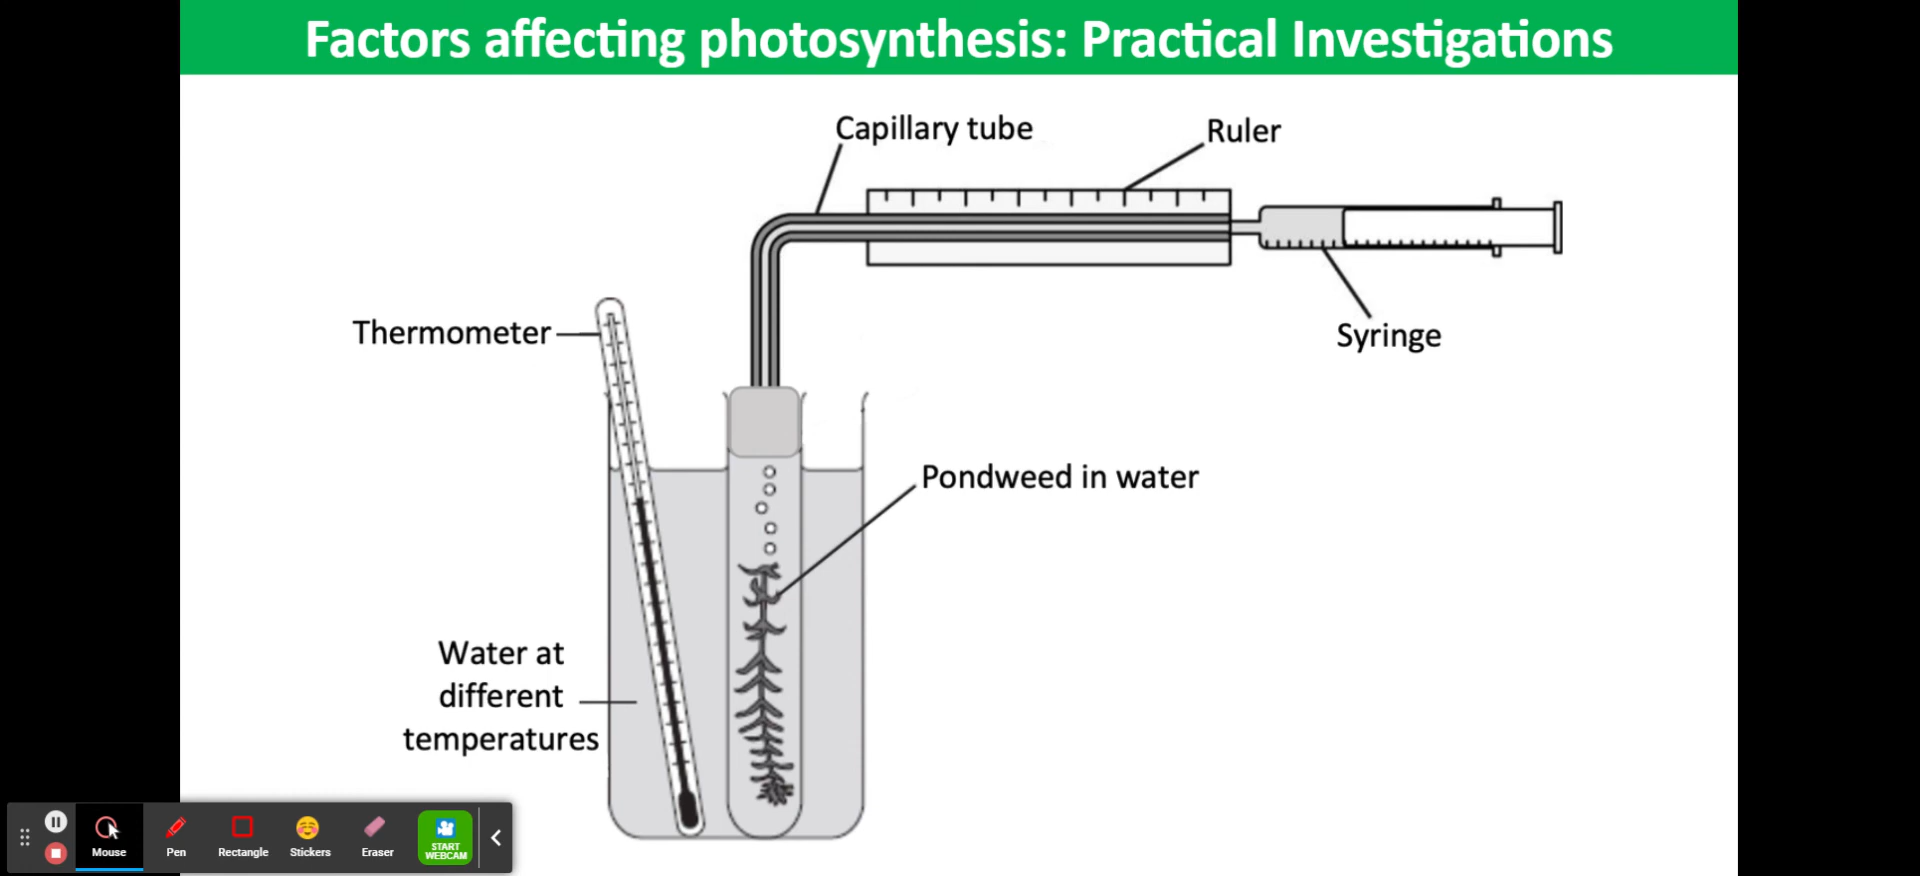 Factors affecting photosynthesis: Practical Investigations
Capillary tube
Ruler
Thermometer
Syringe
Pondweed in water
Water at
different
temperatures
Mouse
Pen
Rectangle
Stickers
Eraser
START
WEBCAM